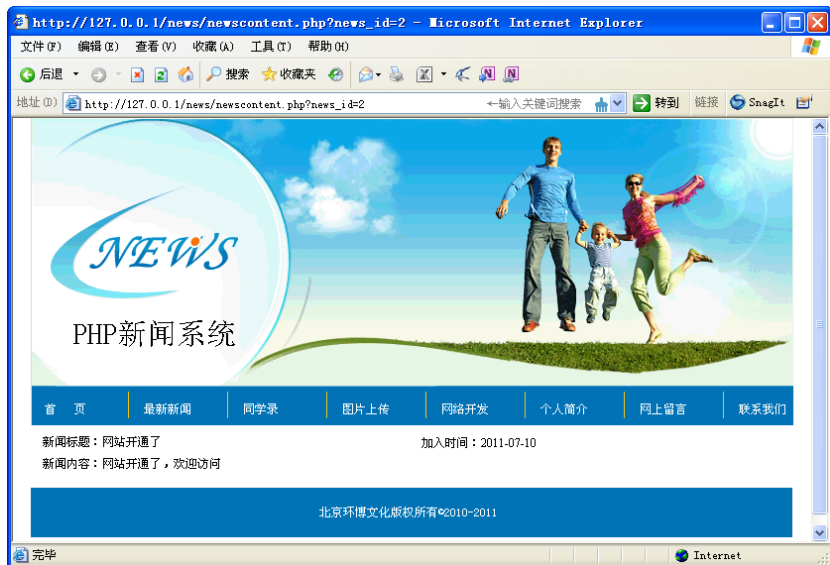 http://127.0.0.1/news/newscontent.php?news_id=2 - Microsoft Internet Explorer
文件(F) 编辑(E) 查看(V) 收藏(A) 工具(T) 帮助(H)
后退 搜索 收藏夹
地址(D) http://127.0.0.1/news/newscontent.php?news_id=2 ←输入关键词搜索 转到 链接 SnagIt
NEWS
PHP新闻系统
首 页 最新新闻 同学录 图片上传 网络开发 个人简介 网上留言 联系我们
新闻标题：网站开通了 加入时间：2011-07-10
新闻内容：网站开通了，欢迎访问
北京环博文化版权所有©2010-2011
完毕 Internet